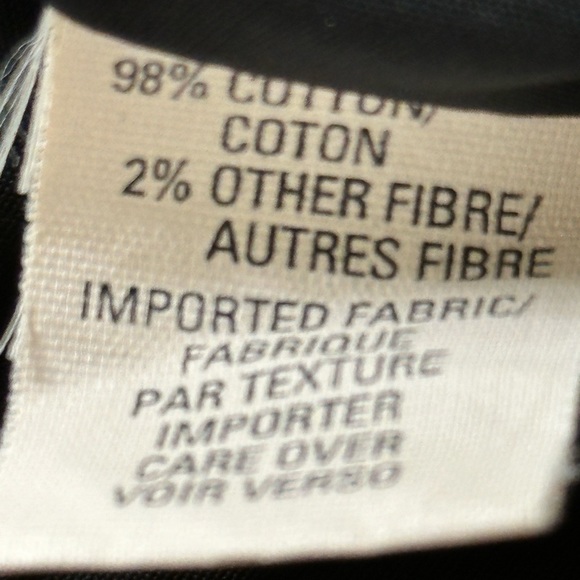 98% COTTON/
COTON
2% OTHER FIBRE/
AUTRES FIBRE
IMPORTED FABRIC/
FABRIQUE
PAR TEXTURE
IMPORTER
CARE OVER
VOIR VERSO